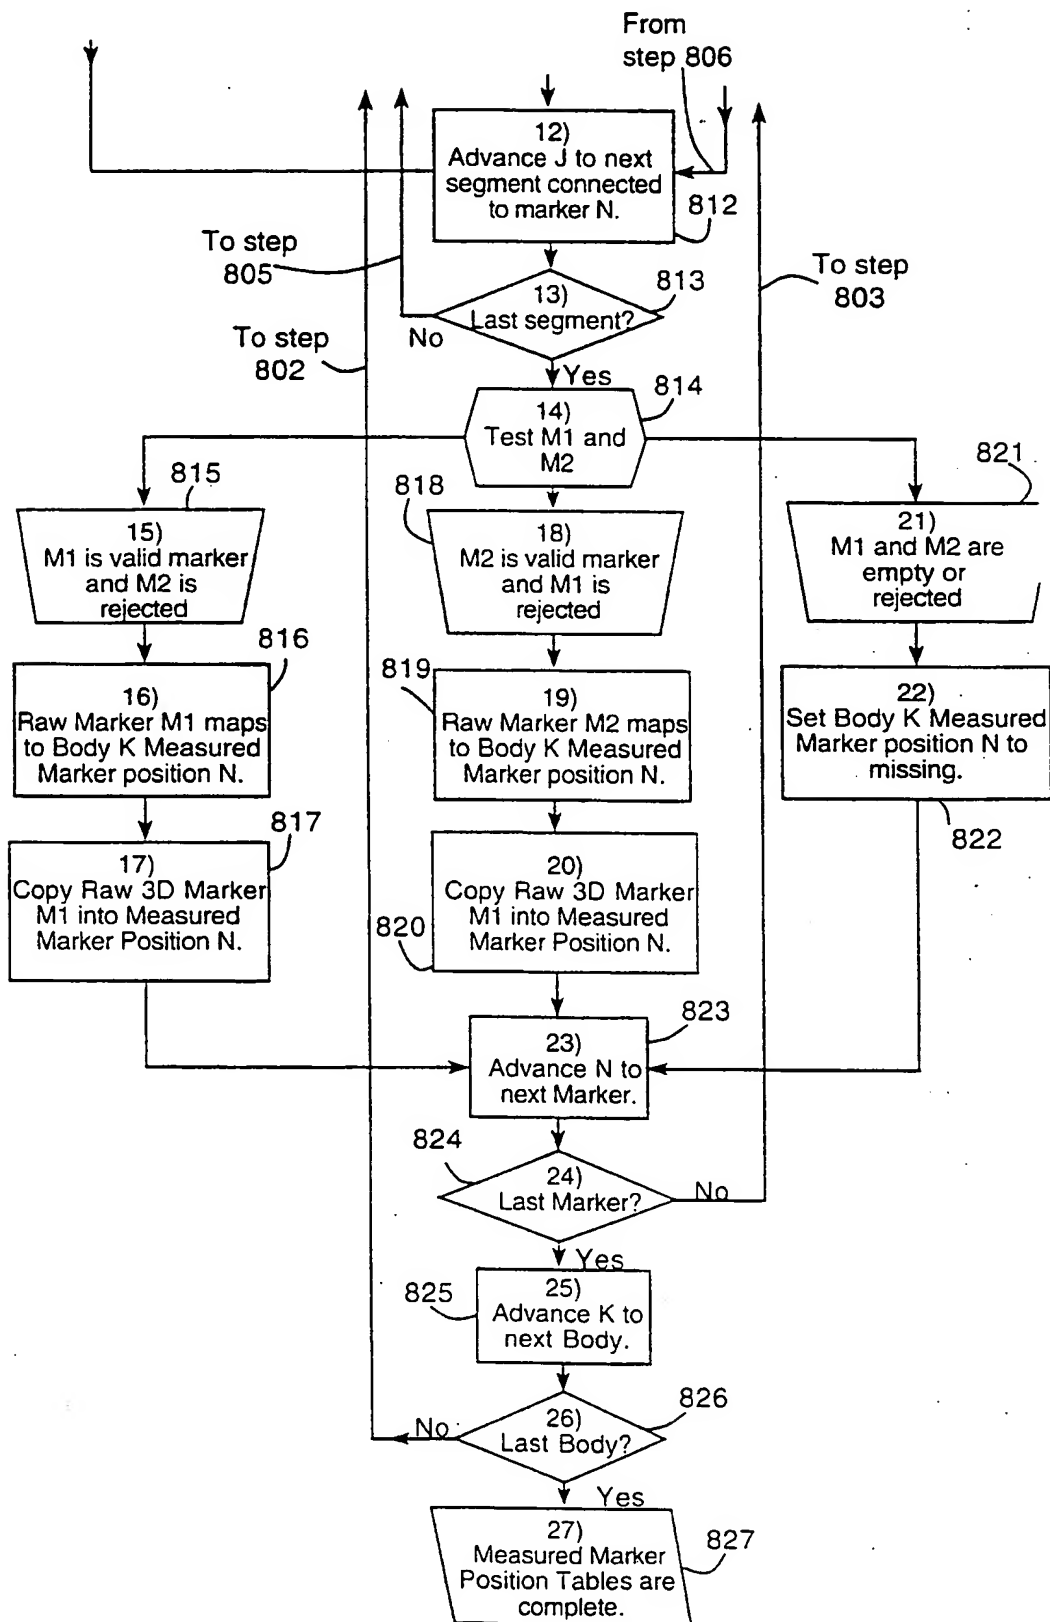 From
step 806
12)
Advance J to next
segment connected
to marker N.
812
To step
805
13)
Last segment?
813
To step
803
No
To step
802
Yes
14)
Test M1 and
M2
814
815
15)
M1 is valid marker
and M2 is
rejected
818
18)
M2 is valid marker
and M1 is
rejected
821
21)
M1 and M2 are
empty or
rejected
816
16)
Raw Marker M1 maps
to Body K Measured
Marker position N.
819
19)
Raw Marker M2 maps
to Body K Measured
Marker position N.
22)
Set Body K Measured
Marker position N to
missing.
822
817
17)
Copy Raw 3D Marker
M1 into Measured
Marker Position N.
20)
Copy Raw 3D Marker
M1 into Measured
Marker Position N.
820
823
23)
Advance N to
next Marker.
824
24)
Last Marker?
No
Yes
825
25)
Advance K to
next Body.
826
26)
Last Body?
No
Yes
27)
Measured Marker
Position Tables are
complete.
827